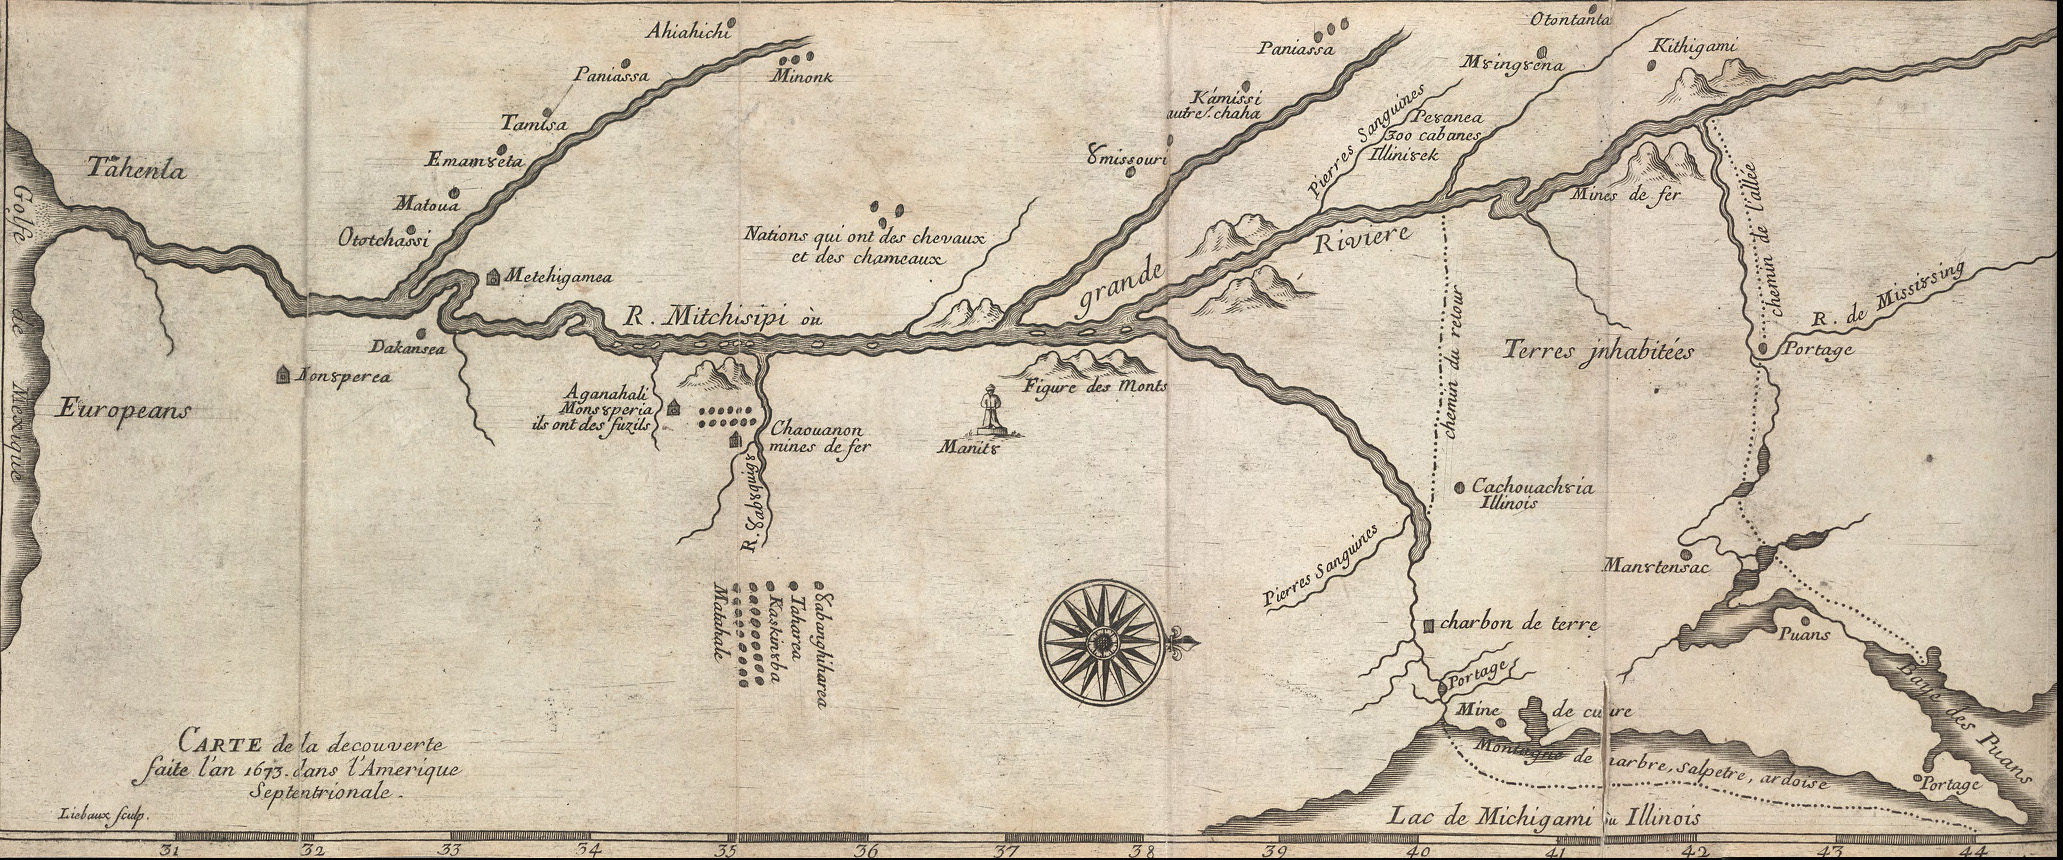 Ahiahichi
Paniassa
Minonk
Tamisa
Emamȣeta
Matoua
Ototchassi
Tahenla
Golfe de Mexique
Europeans
Metchigamea
Dakansea
Monsȣperea
R. Mitchisipi ou
grande
Riviere
Nations qui ont des chevaux
et des chameaux
Aganahali
Monsȣperia
ils ont des fuzils
Chaouanon
mines de fer
Matahale
Kaskinȣba
Taharea
ȣabanghiharea
Manitȣ
Figure des Monts
Paniassa
Kamissi
autre chaha
ȣmissouri
Otontanta
Mȣingȣena
Kithigami
Pierres Sanguines
Peȣanea
300 cabanes
Illiniȣek
Mines de fer
chemin de l'allée
R. de Missising
Portage
Terres jnhabitées
chemin du retour
Cachouachȣia
Illinois
Pierres Sanguines
charbon de terre
Portage
Mine de cuivre
Montagne de marbre, salpetre, ardoise
Manȣtensac
Puans
Baye des Puans
Portage
Lac de Michigami ou Illinois
CARTE de la decouverte
faite l'an 1673. dans l'Amerique
Septentrionale.
Liebaux sculp.
31 32 33 34 35 36 37 38 39 40 41 42 43 44